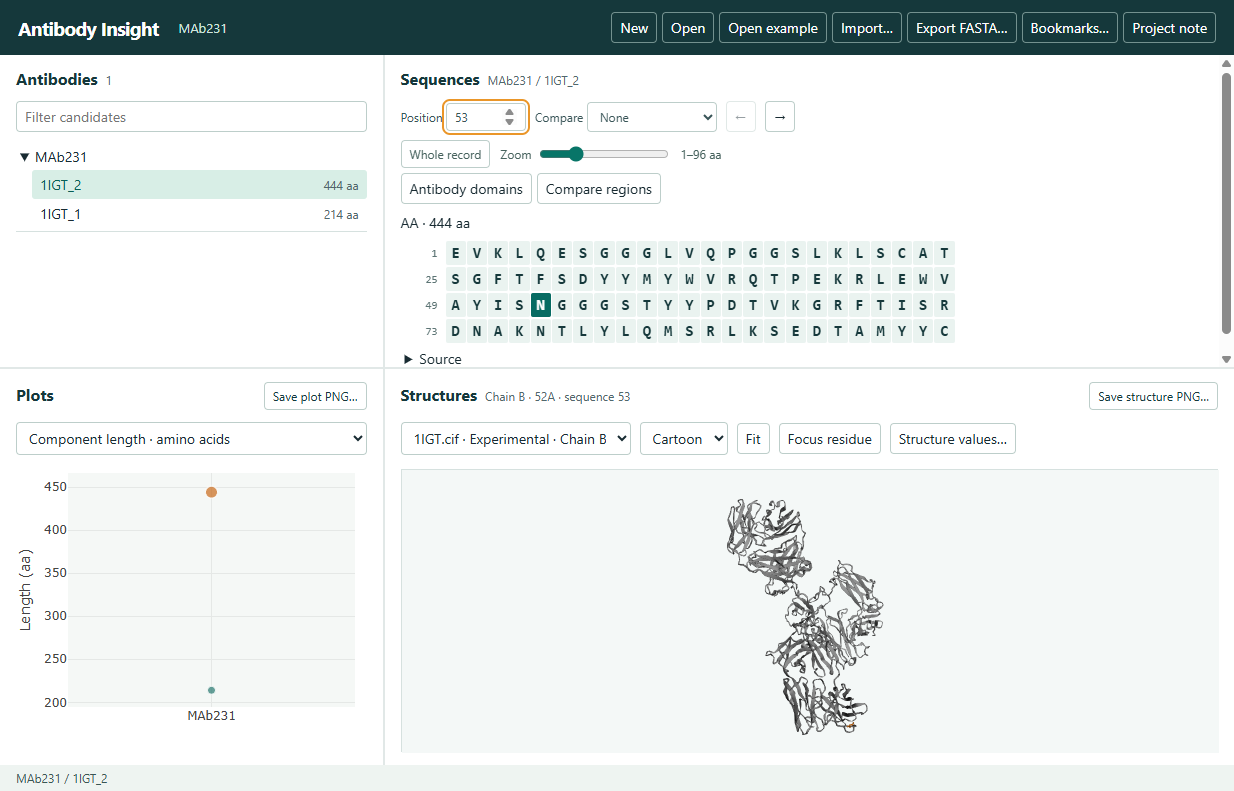 Antibody Insight MAb231 New Open Open example Import... Export FASTA... Bookmarks... Project note
Antibodies 1
Filter candidates
▼ MAb231
1IGT_2 444 aa
1IGT_1 214 aa
Sequences MAb231 / 1IGT_2
Position 53 Compare None ← →
Whole record Zoom 1–96 aa
Antibody domains Compare regions
AA · 444 aa
1 E V K L Q E S G G G L V Q P G G S L K L S C A T
25 S G F T F S D Y Y M Y W V R Q T P E K R L E W V
49 A Y I S N G G G S T Y Y P D T V K G R F T I S R
73 D N A K N T L Y L Q M S R L K S E D T A M Y Y C
▶ Source
Plots Save plot PNG...
Component length · amino acids
450
400
350
300
250
200
Length (aa)
MAb231
Structures Chain B · 52A · sequence 53 Save structure PNG...
1IGT.cif · Experimental · Chain B Cartoon Fit Focus residue Structure values...
MAb231 / 1IGT_2